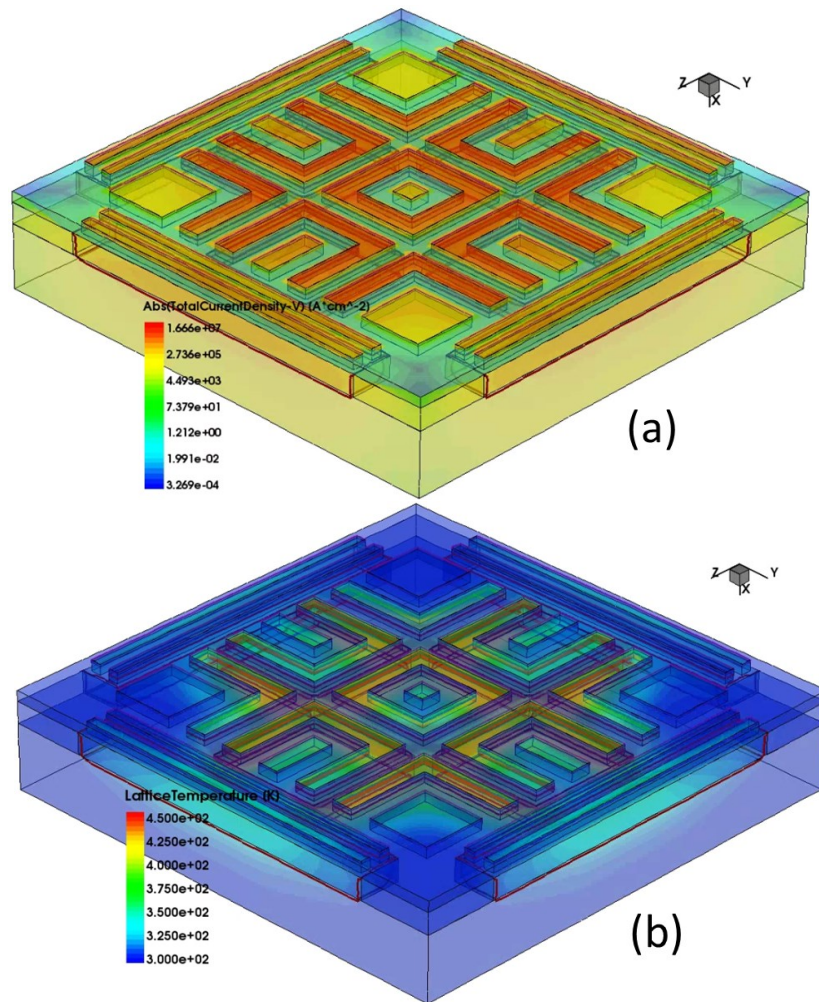 Z Y
X
Abs(TotalCurrentDensity-V) (A*cm^-2)
1.666e+07
2.736e+05
4.493e+03
7.379e+01
1.212e+00
1.991e-02
3.269e-04
(a)
Z Y
X
LatticeTemperature (K)
4.500e+02
4.250e+02
4.000e+02
3.750e+02
3.500e+02
3.250e+02
3.000e+02
(b)